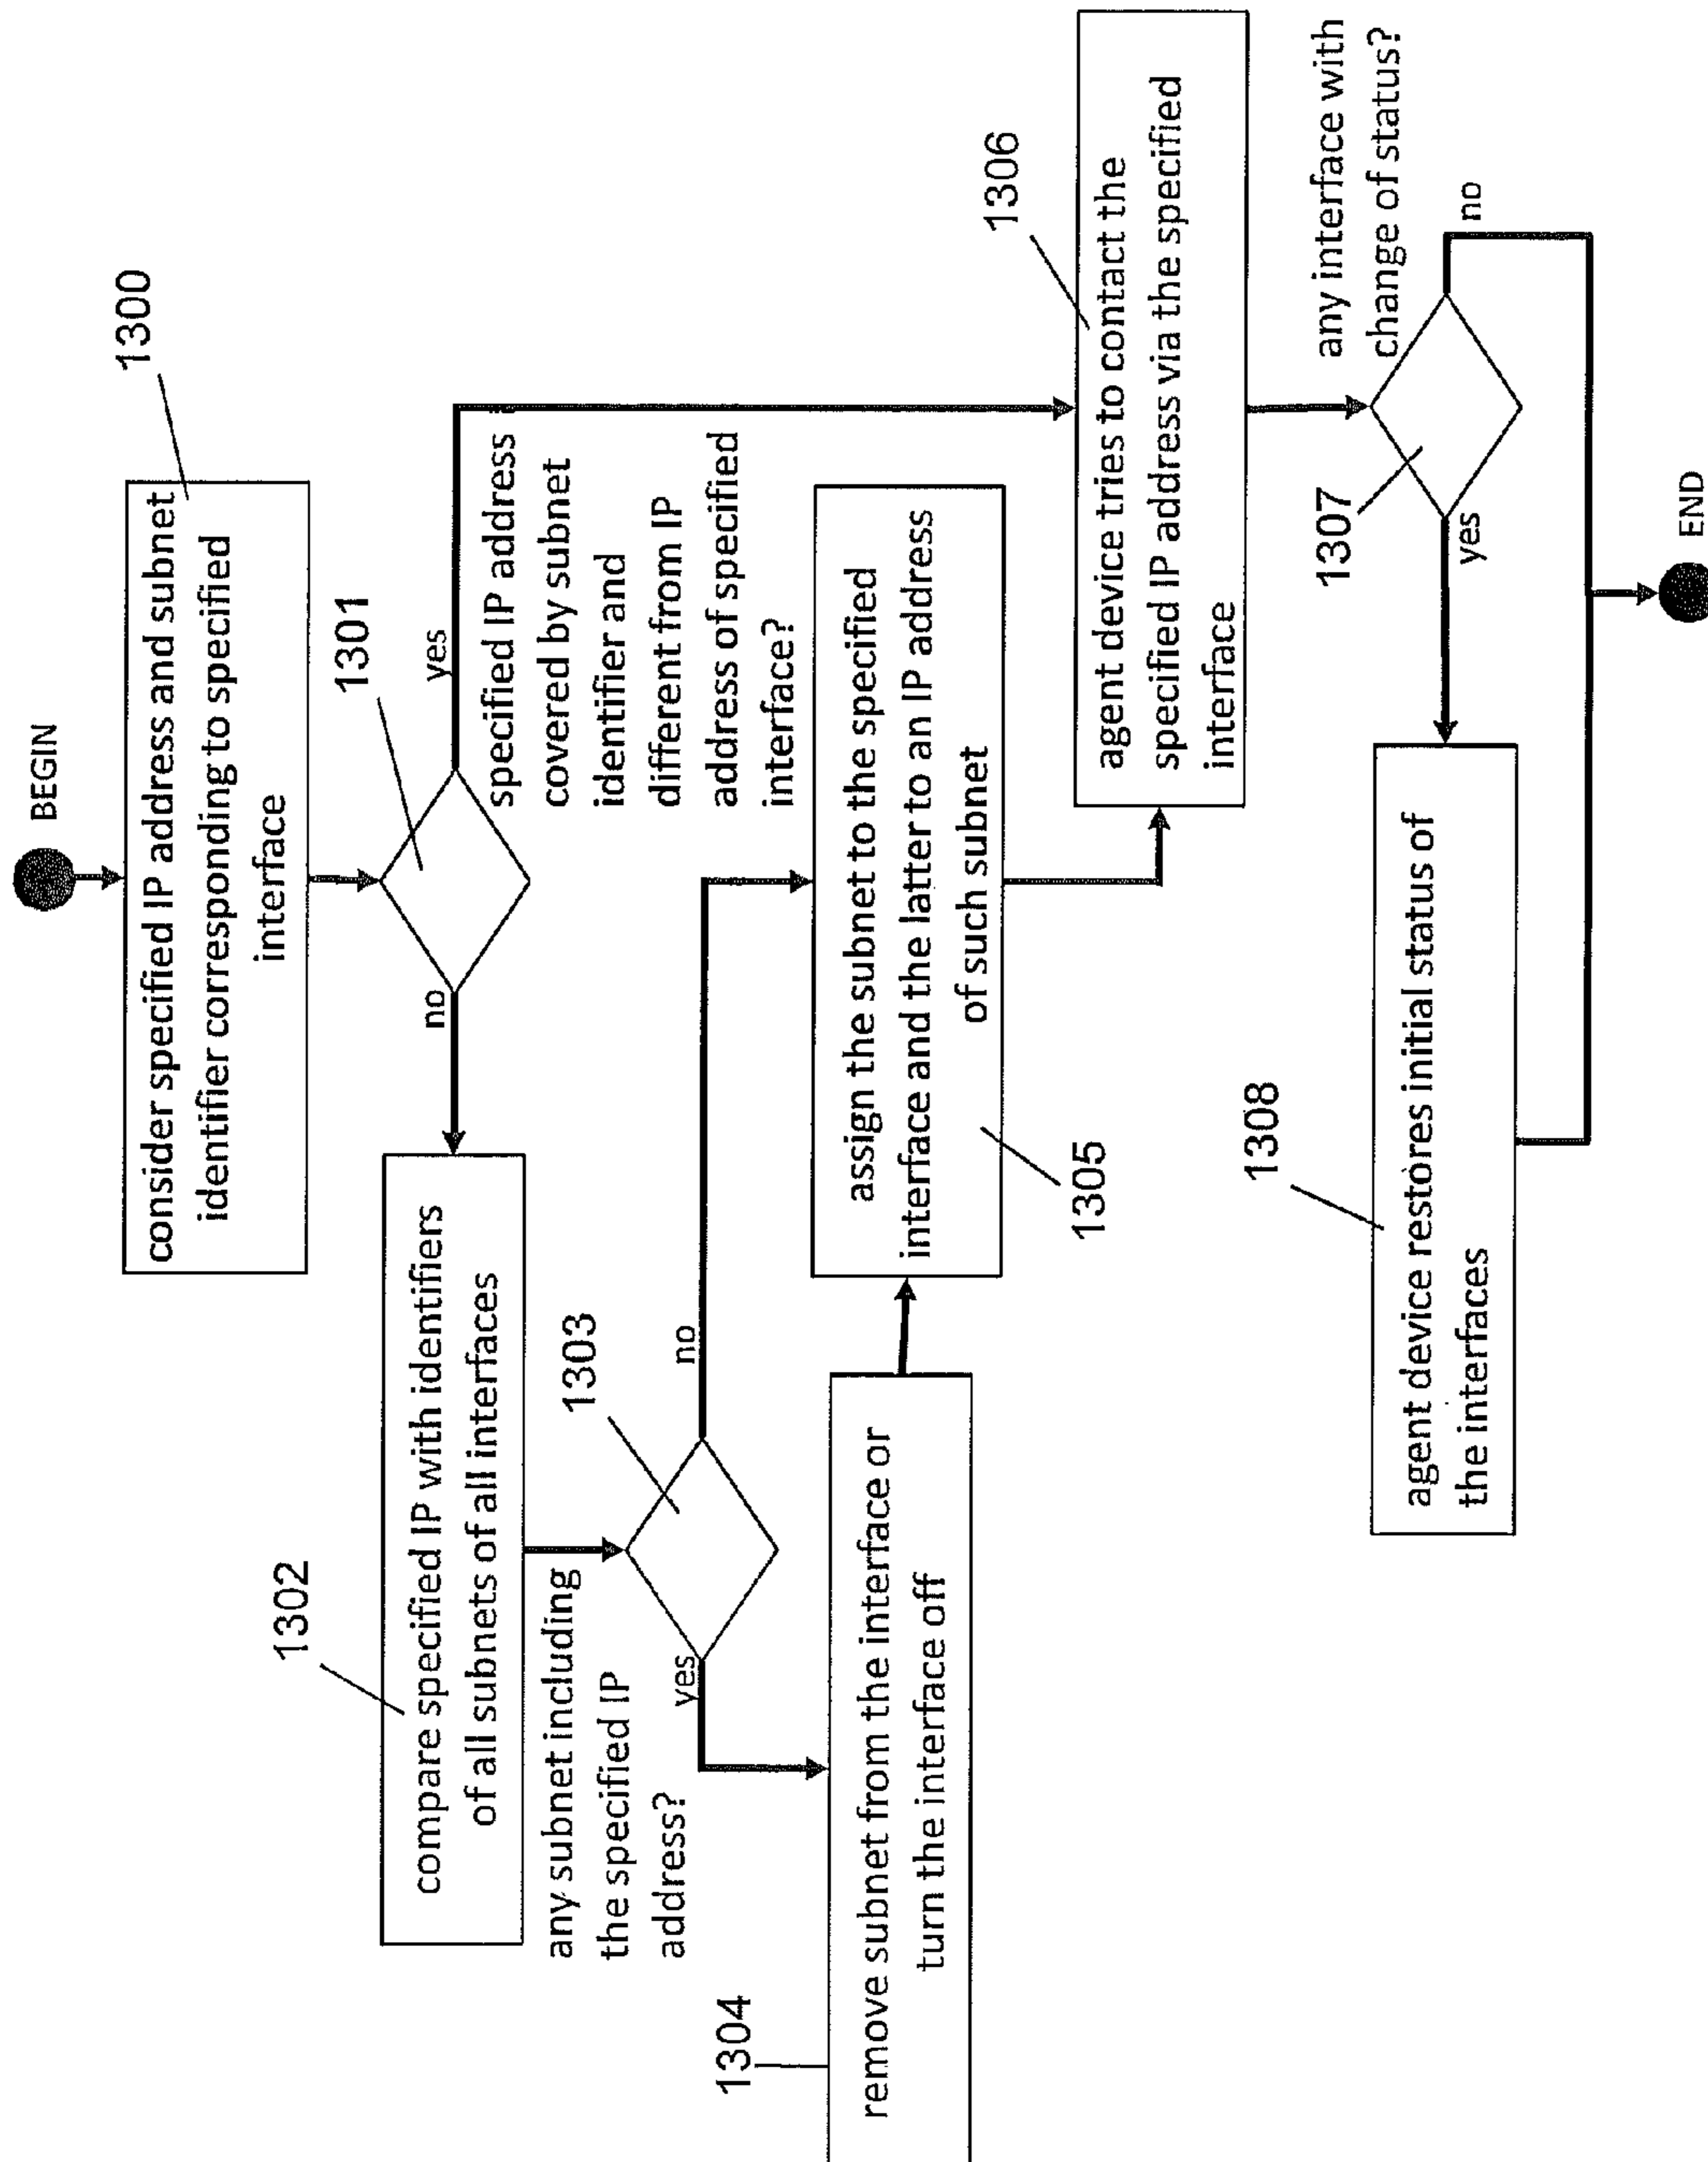 BEGIN
1300
consider specified IP address and subnet
identifier corresponding to specified
interface
1301
yes
no
specified IP address
covered by subnet
identifier and
different from IP
address of specified
interface?
1302
compare specified IP with identifiers
of all subnets of all interfaces
any subnet including
the specified IP
address?
1303
yes
no
1304
remove subnet from the interface or
turn the interface off
assign the subnet to the specified
interface and the latter to an IP address
of such subnet
1305
1306
agent device tries to contact the
specified IP address via the specified
interface
any interface with
change of status?
1307
yes
no
1308
agent device restores initial status of
the interfaces
END